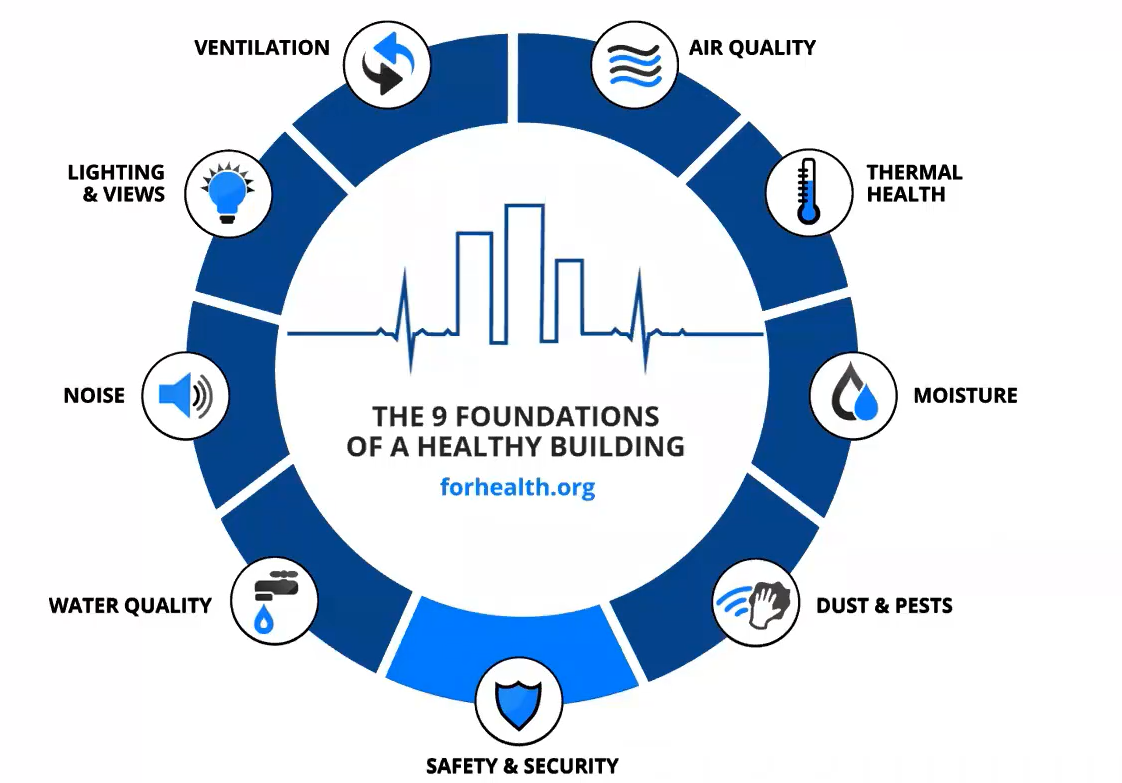 VENTILATION
AIR QUALITY
LIGHTING
& VIEWS
THERMAL
HEALTH
NOISE
MOISTURE
THE 9 FOUNDATIONS
OF A HEALTHY BUILDING
forhealth.org
WATER QUALITY
DUST & PESTS
SAFETY & SECURITY